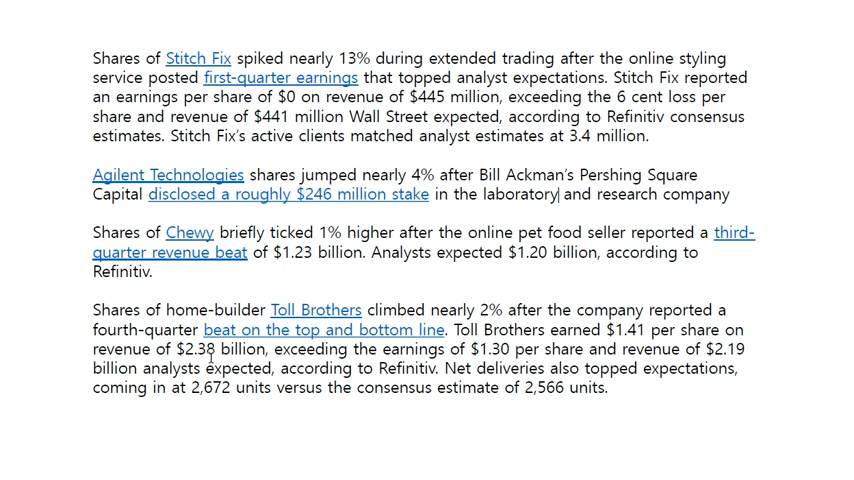 Shares of Stitch Fix spiked nearly 13% during extended trading after the online styling
service posted first-quarter earnings that topped analyst expectations. Stitch Fix reported
an earnings per share of $0 on revenue of $445 million, exceeding the 6 cent loss per
share and revenue of $441 million Wall Street expected, according to Refinitiv consensus
estimates. Stitch Fix’s active clients matched analyst estimates at 3.4 million.
Agilent Technologies shares jumped nearly 4% after Bill Ackman’s Pershing Square
Capital disclosed a roughly $246 million stake in the laboratory and research company
Shares of Chewy briefly ticked 1% higher after the online pet food seller reported a third-
quarter revenue beat of $1.23 billion. Analysts expected $1.20 billion, according to
Refinitiv.
Shares of home-builder Toll Brothers climbed nearly 2% after the company reported a
fourth-quarter beat on the top and bottom line. Toll Brothers earned $1.41 per share on
revenue of $2.38 billion, exceeding the earnings of $1.30 per share and revenue of $2.19
billion analysts expected, according to Refinitiv. Net deliveries also topped expectations,
coming in at 2,672 units versus the consensus estimate of 2,566 units.